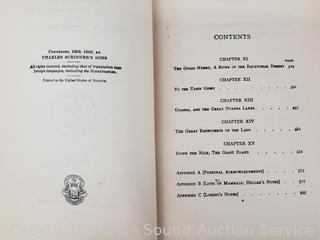 Copyright, 1909, 1910, by
CHARLES SCRIBNER'S SONS
All rights reserved, including that of translation into
foreign languages, including the Scandinavian.
Printed in the United States of America
CONTENTS
CHAPTER XI
PAGE
The Guaso Nyero; A River of the Equatorial Desert
CHAPTER XII
To the Uasin Gishu
CHAPTER XIII
Uganda, and the Great Nyanza Lakes
CHAPTER XIV
The Great Rhinoceros of the Lado
CHAPTER XV
Down the Nile; The Giant Eland
Appendix A [Personal Acknowledgments]
Appendix B [Lists of Mammals; Heller's Notes]
Appendix C [Loring's Notes]
Sound Auction Service